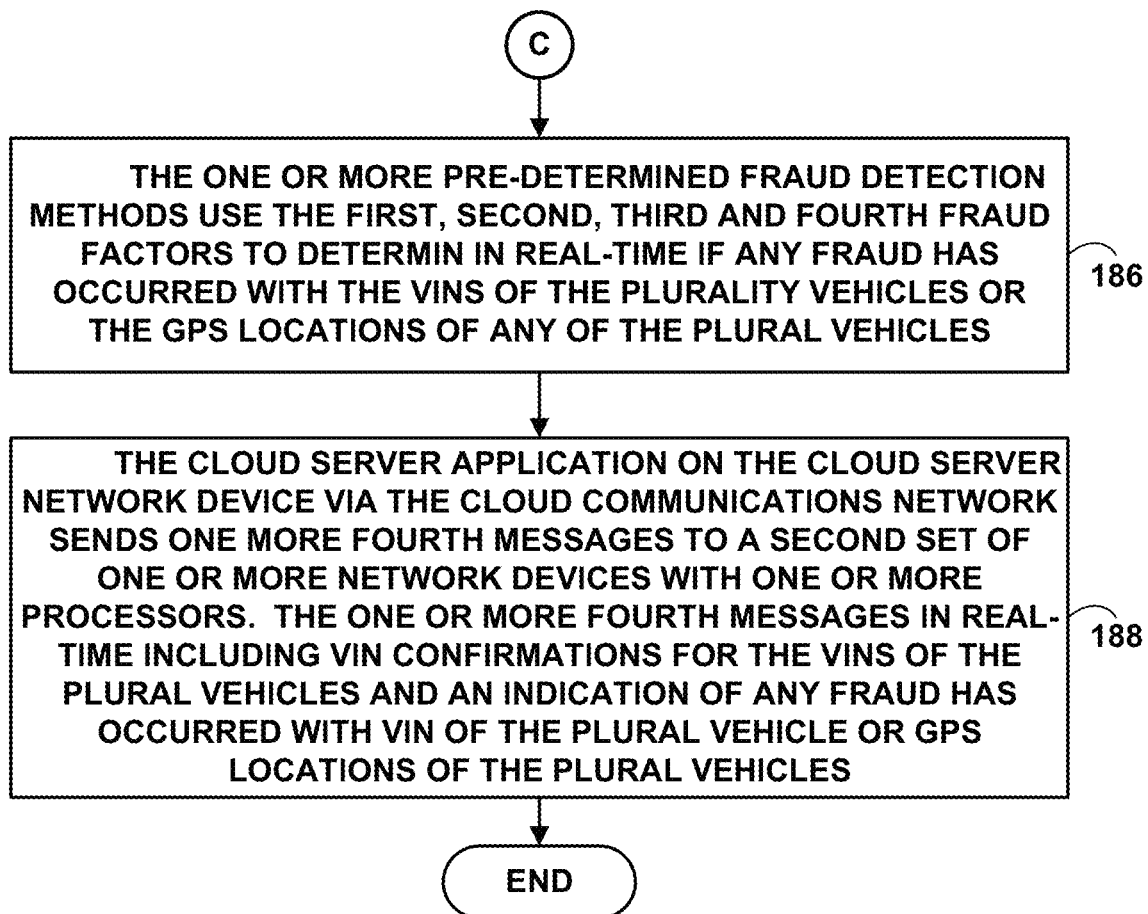 C
THE ONE OR MORE PRE-DETERMINED FRAUD DETECTION
METHODS USE THE FIRST, SECOND, THIRD AND FOURTH FRAUD
FACTORS TO DETERMIN IN REAL-TIME IF ANY FRAUD HAS
OCCURRED WITH THE VINS OF THE PLURALITY VEHICLES OR
THE GPS LOCATIONS OF ANY OF THE PLURAL VEHICLES
186
THE CLOUD SERVER APPLICATION ON THE CLOUD SERVER
NETWORK DEVICE VIA THE CLOUD COMMUNICATIONS NETWORK
SENDS ONE MORE FOURTH MESSAGES TO A SECOND SET OF
ONE OR MORE NETWORK DEVICES WITH ONE OR MORE
PROCESSORS. THE ONE OR MORE FOURTH MESSAGES IN REAL-
TIME INCLUDING VIN CONFIRMATIONS FOR THE VINS OF THE
PLURAL VEHICLES AND AN INDICATION OF ANY FRAUD HAS
OCCURRED WITH VIN OF THE PLURAL VEHICLE OR GPS
LOCATIONS OF THE PLURAL VEHICLES
188
END